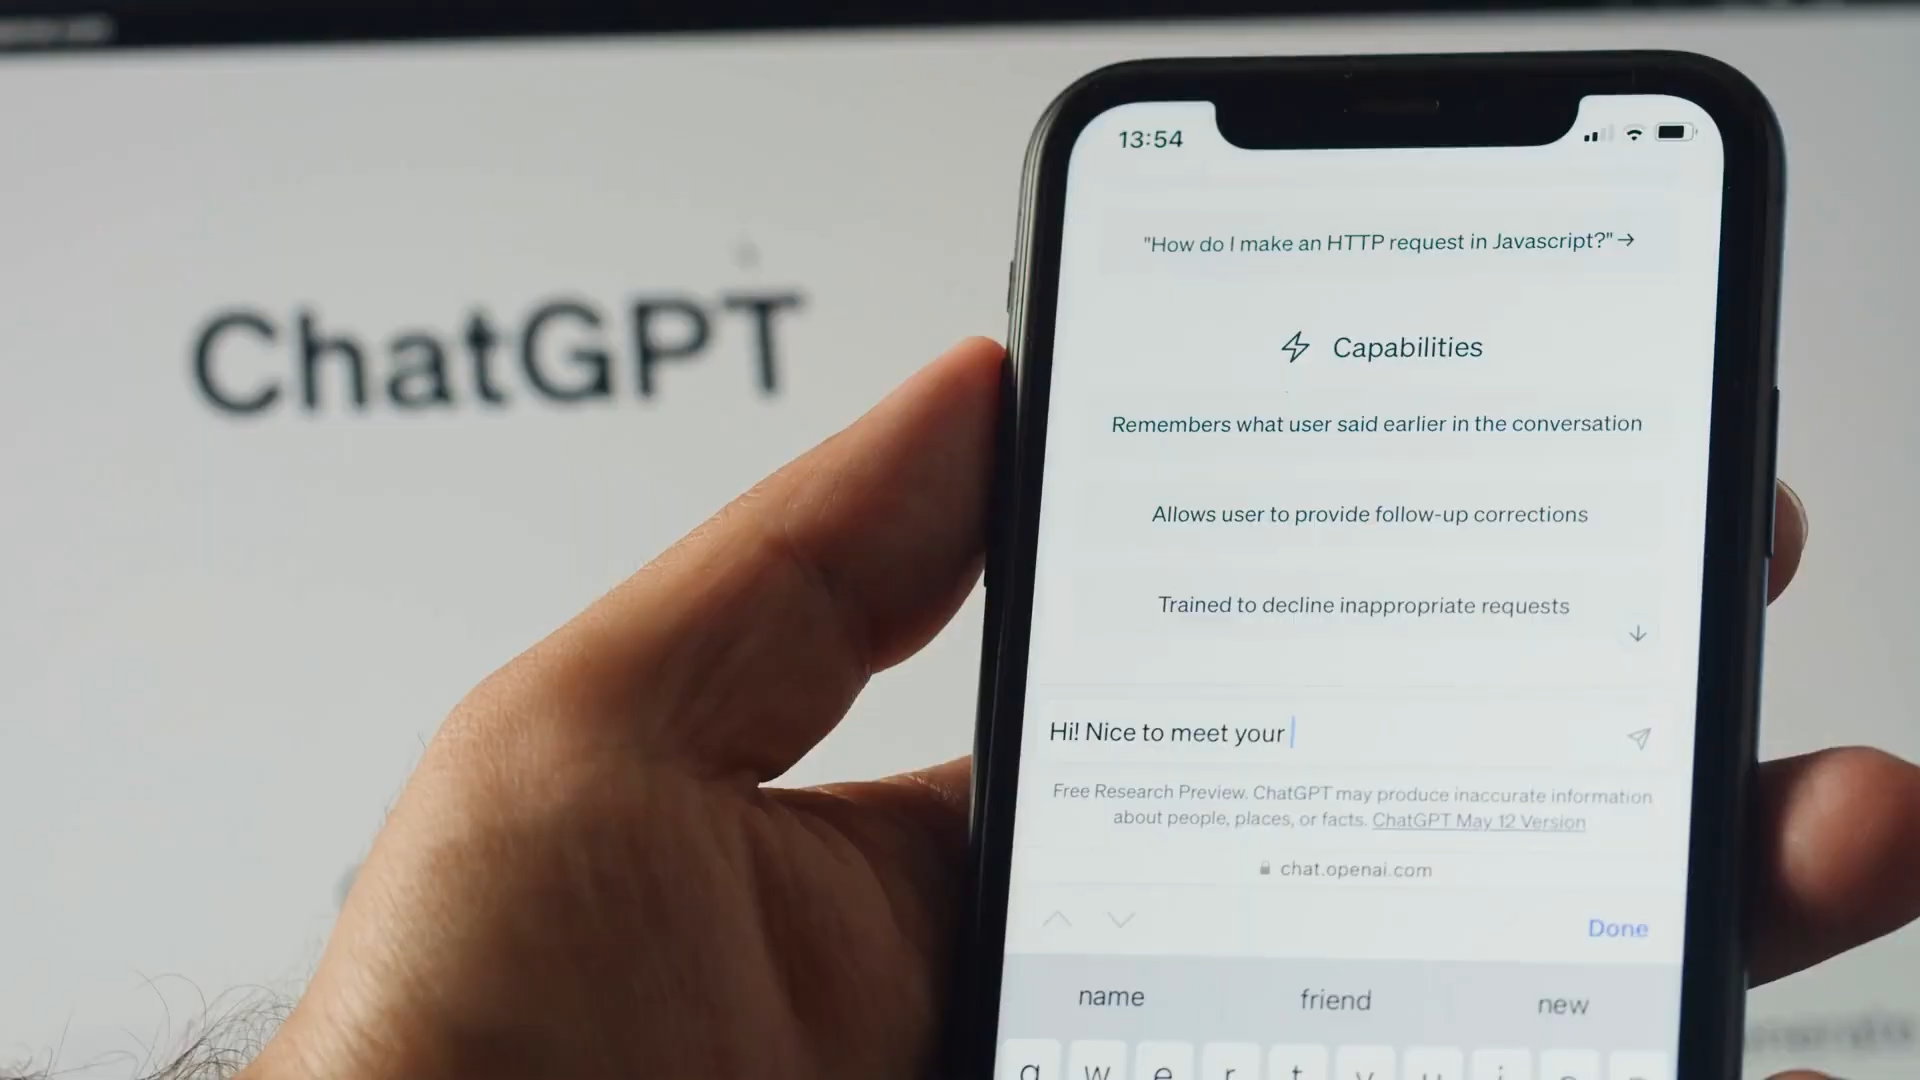 ChatGPT
13:54
"How do I make an HTTP request in Javascript?" →
Capabilities
Remembers what user said earlier in the conversation
Allows user to provide follow-up corrections
Trained to decline inappropriate requests
Hi! Nice to meet your
Free Research Preview. ChatGPT may produce inaccurate information
about people, places, or facts. ChatGPT May 12 Version
chat.openai.com
Done
name friend new
q w e r t y u i o p